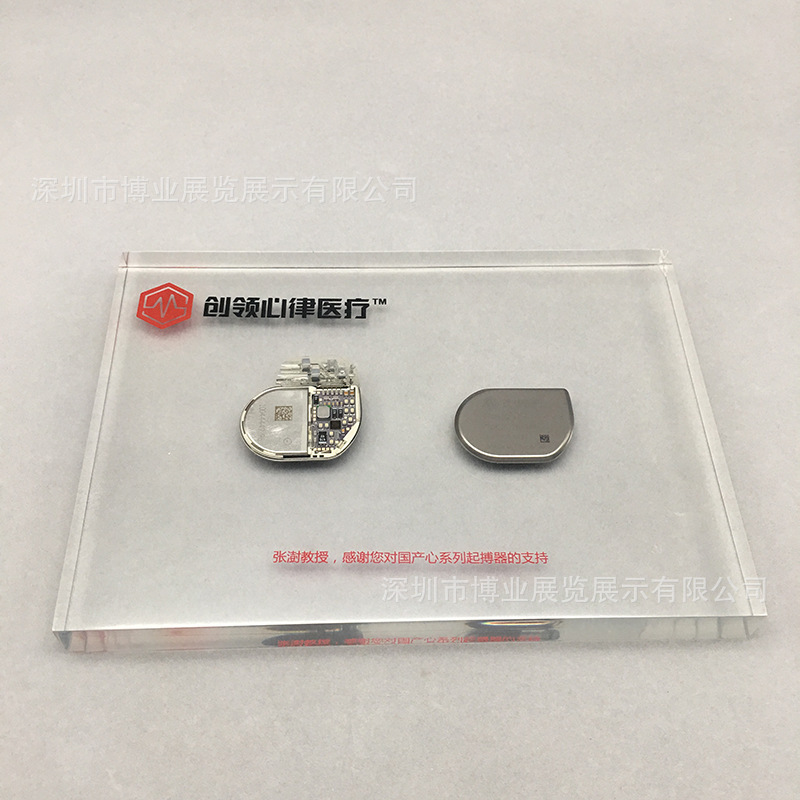 深圳市博业展览展示有限公司
创领心律医疗™
张澍教授，感谢您对国产心系列起搏器的支持
深圳市博业展览展示有限公司